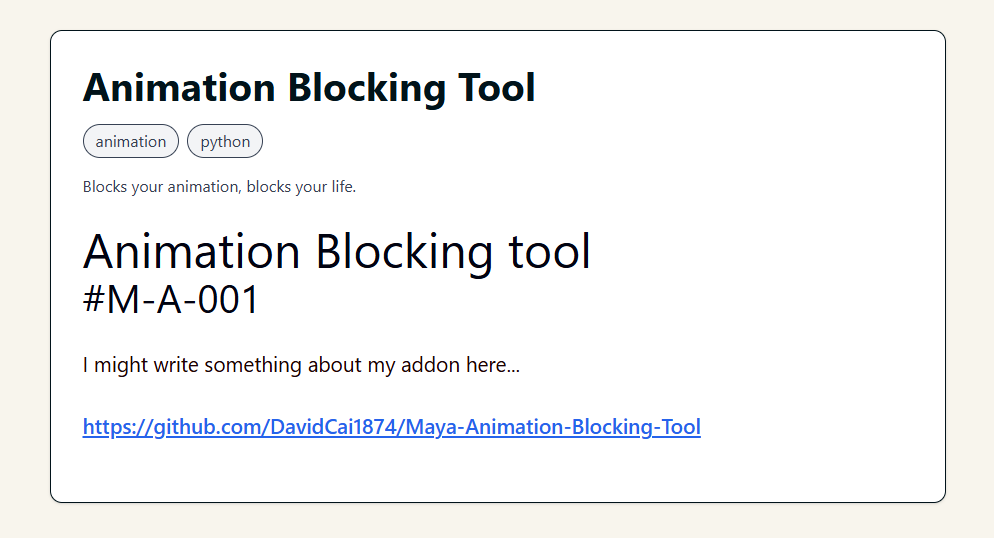 Animation Blocking Tool
animation python
Blocks your animation, blocks your life.
Animation Blocking tool
#M-A-001
I might write something about my addon here...
https://github.com/DavidCai1874/Maya-Animation-Blocking-Tool